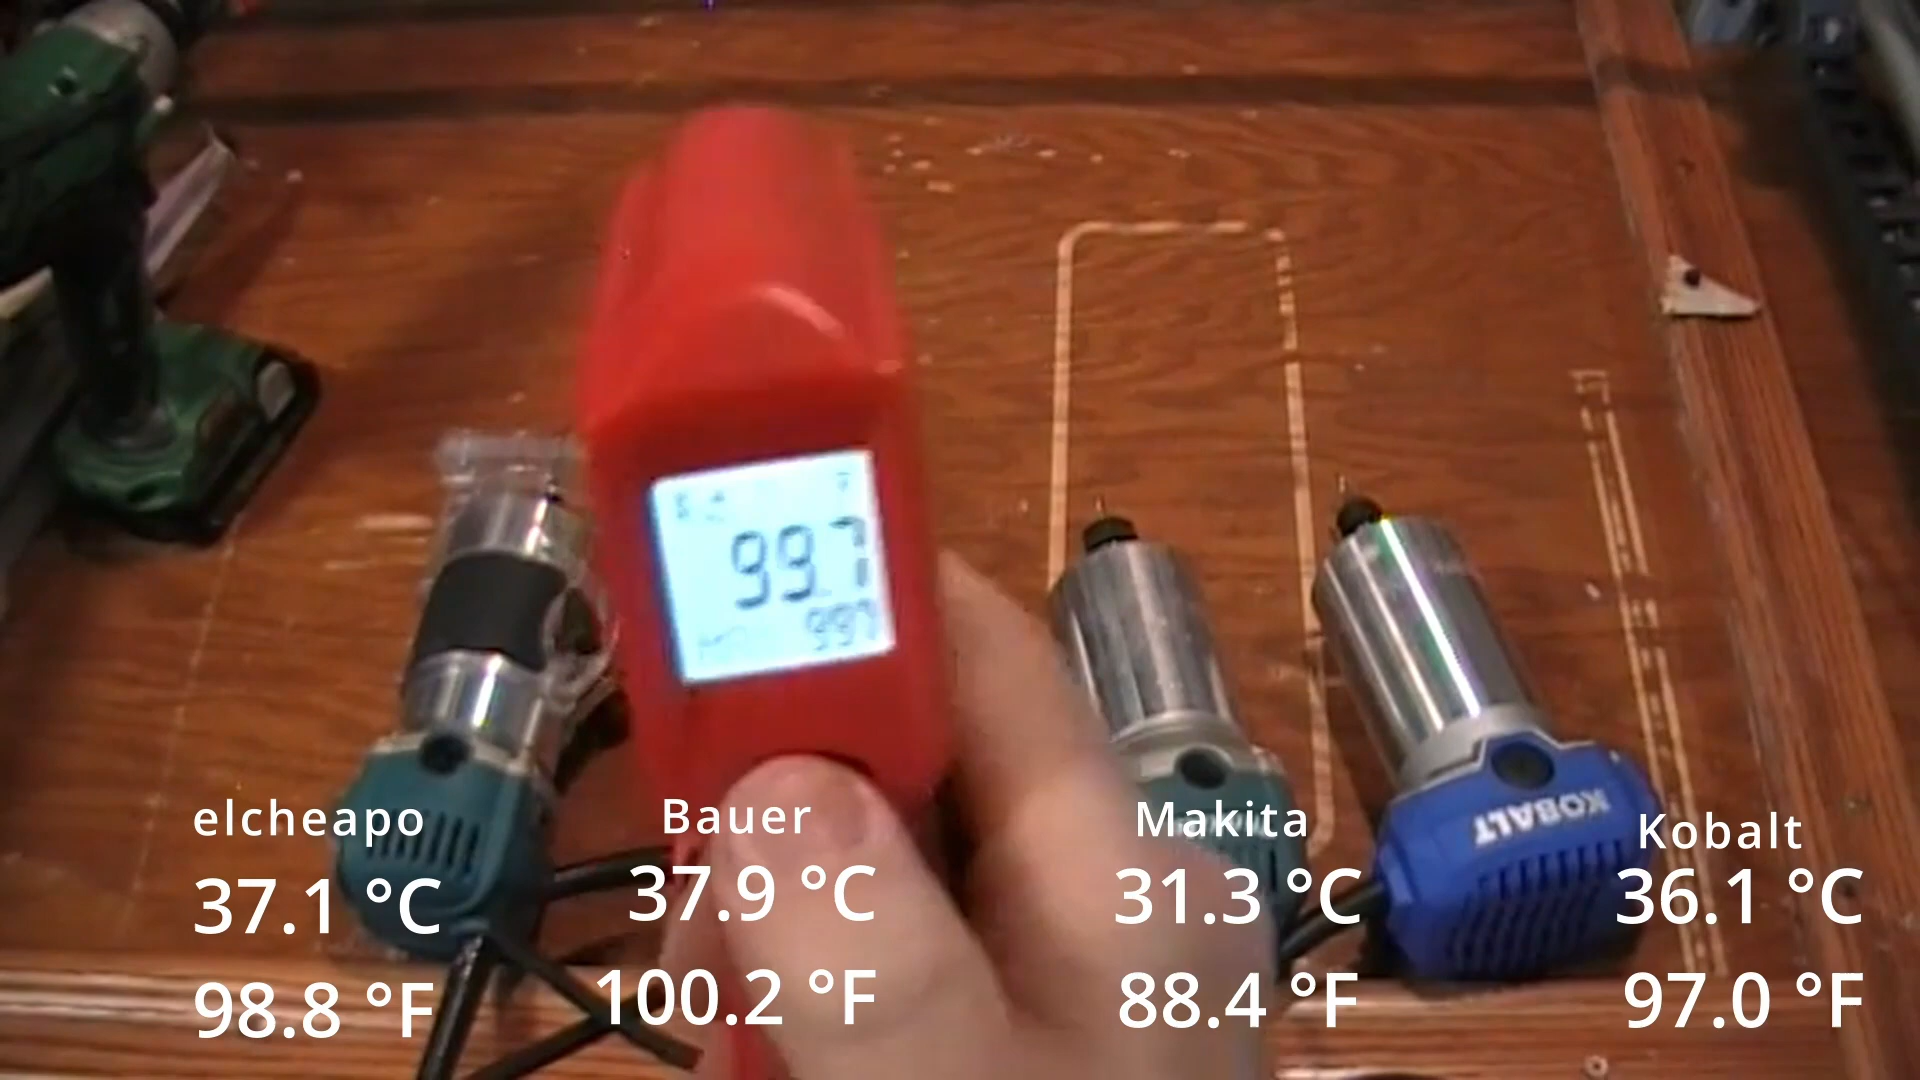 99.7
997
KOBALT
elcheapo
Bauer
Makita
Kobalt
37.1 °C
37.9 °C
31.3 °C
36.1 °C
98.8 °F
100.2 °F
88.4 °F
97.0 °F